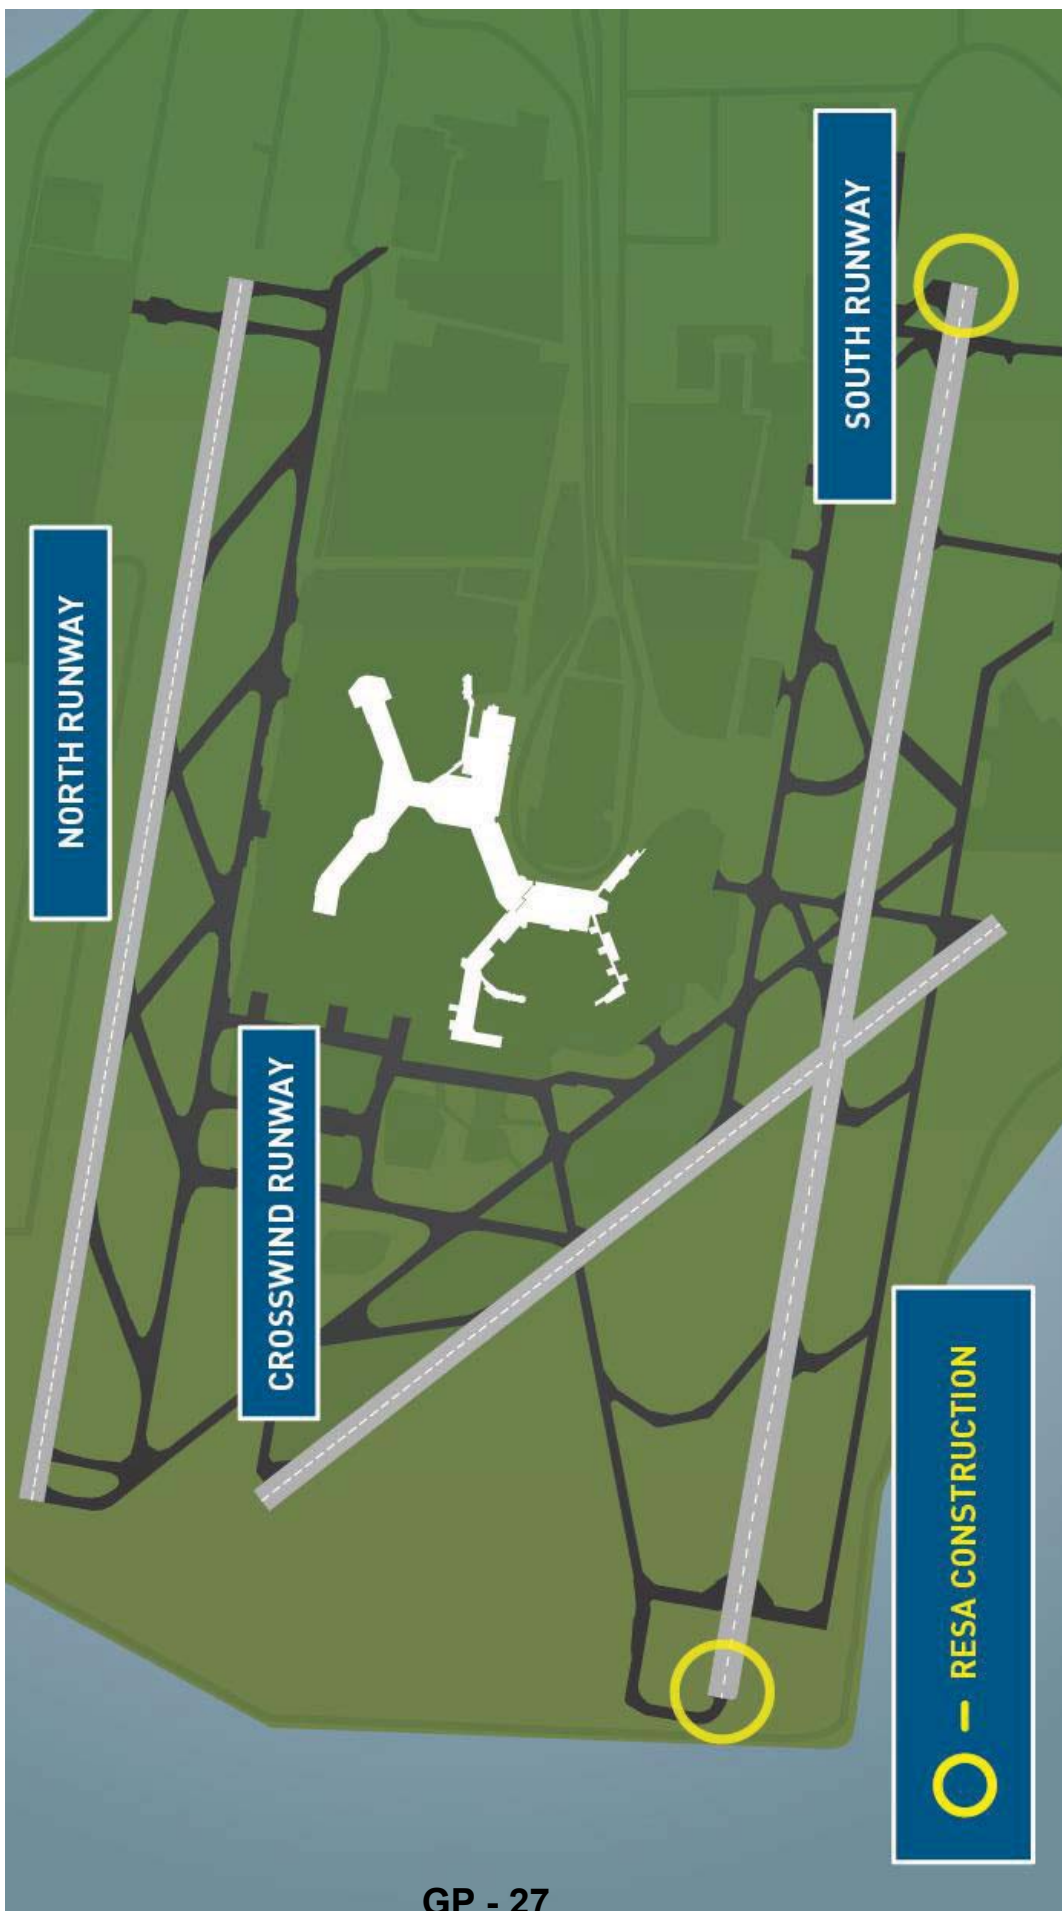 NORTH RUNWAY
CROSSWIND RUNWAY
SOUTH RUNWAY
RESA CONSTRUCTION
GP - 27